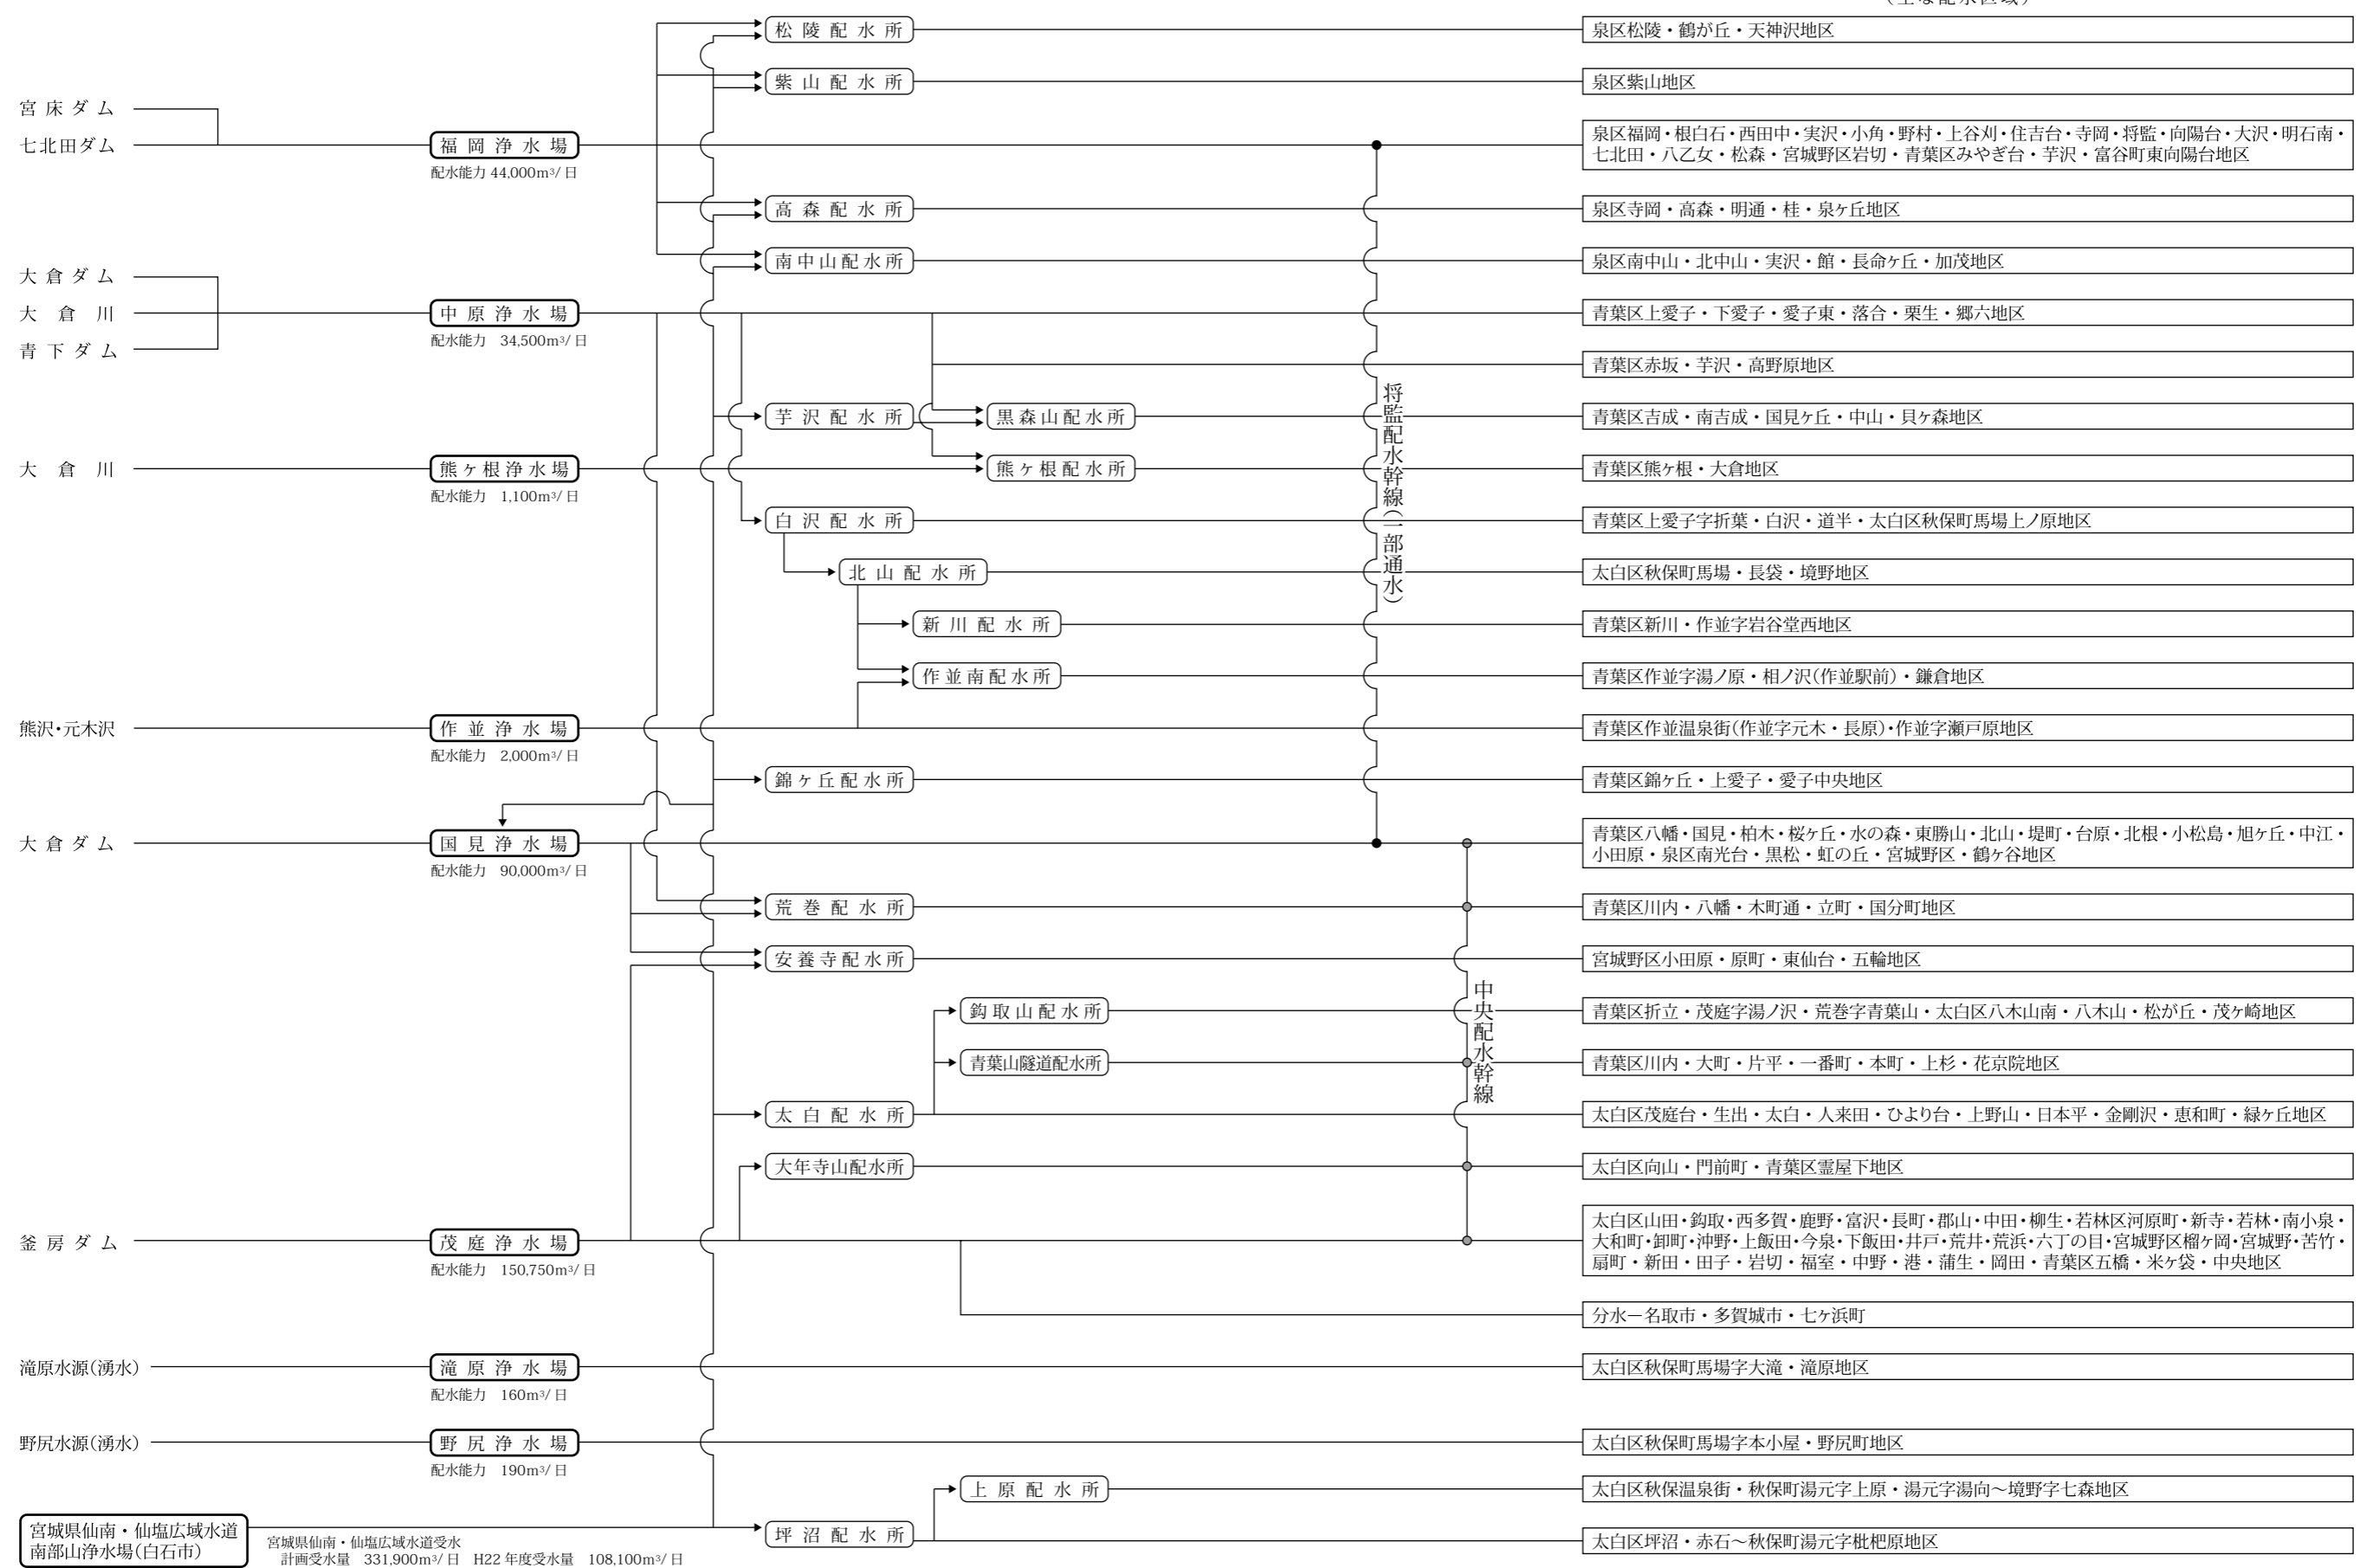 松陵配水所
泉区松陵・鶴が丘・天神沢地区
紫山配水所
泉区紫山地区
宮床ダム
七北田ダム
福岡浄水場
配水能力 44,000m³/日
泉区福岡・根白石・西田中・実沢・小角・野村・上谷刈・住吉台・寺岡・将監・向陽台・大沢・明石南・
七北田・八乙女・松森・宮城野区岩切・青葉区みやぎ台・芋沢・富谷町東向陽台地区
高森配水所
泉区寺岡・高森・明通・桂・泉ヶ丘地区
南中山配水所
泉区南中山・北中山・実沢・館・長命ヶ丘・加茂地区
大倉ダム
大倉川
青下ダム
中原浄水場
配水能力 34,500m³/日
青葉区上愛子・下愛子・愛子東・落合・栗生・郷六地区
青葉区赤坂・芋沢・高野原地区
将監配水幹線(一部通水)
芋沢配水所
黒森山配水所
青葉区吉成・南吉成・国見ヶ丘・中山・貝ヶ森地区
大倉川
熊ヶ根浄水場
配水能力 1,100m³/日
熊ヶ根配水所
青葉区熊ヶ根・大倉地区
白沢配水所
青葉区上愛子字折葉・白沢・道半・太白区秋保町馬場上ノ原地区
北山配水所
太白区秋保町馬場・長袋・境野地区
新川配水所
青葉区新川・作並字岩谷堂西地区
作並南配水所
青葉区作並字湯ノ原・相ノ沢(作並駅前)・鎌倉地区
熊沢・元木沢
作並浄水場
配水能力 2,000m³/日
青葉区作並温泉街(作並字元木・長原)・作並字瀬戸原地区
錦ヶ丘配水所
青葉区錦ヶ丘・上愛子・愛子中央地区
大倉ダム
国見浄水場
配水能力 90,000m³/日
青葉区八幡・国見・柏木・桜ヶ丘・水の森・東勝山・北山・堤町・台原・北根・小松島・旭ヶ丘・中江・
小田原・泉区南光台・黒松・虹の丘・宮城野区・鶴ヶ谷地区
荒巻配水所
青葉区川内・八幡・木町通・立町・国分町地区
安養寺配水所
宮城野区小田原・原町・東仙台・五輪地区
中央配水幹線
鈎取山配水所
青葉区折立・茂庭字湯ノ沢・荒巻字青葉山・太白区八木山南・八木山・松が丘・茂ヶ崎地区
青葉山隧道配水所
青葉区川内・大町・片平・一番町・本町・上杉・花京院地区
太白配水所
太白区茂庭台・生出・太白・人来田・ひより台・上野山・日本平・金剛沢・恵和町・緑ヶ丘地区
大年寺山配水所
太白区向山・門前町・青葉区霊屋下地区
釜房ダム
茂庭浄水場
配水能力 150,750m³/日
太白区山田・鈎取・西多賀・鹿野・富沢・長町・郡山・中田・柳生・若林区河原町・新寺・若林・南小泉・
大和町・卸町・沖野・上飯田・今泉・下飯田・井戸・荒井・荒浜・六丁の目・宮城野区榴ヶ岡・宮城野・苦竹・
扇町・新田・田子・岩切・福室・中野・港・蒲生・岡田・青葉区五橋・米ヶ袋・中央地区
分水ー名取市・多賀城市・七ヶ浜町
滝原水源(湧水)
滝原浄水場
配水能力 160m³/日
太白区秋保町馬場字大滝・滝原地区
野尻水源(湧水)
野尻浄水場
配水能力 190m³/日
太白区秋保町馬場字本小屋・野尻町地区
上原配水所
太白区秋保温泉街・秋保町湯元字上原・湯元字湯向〜境野字七森地区
宮城県仙南・仙塩広域水道
南部山浄水場(白石市)
宮城県仙南・仙塩広域水道受水
計画受水量 331,900m³/日 H22年度受水量 108,100m³/日
坪沼配水所
太白区坪沼・赤石〜秋保町湯元字枇杷原地区